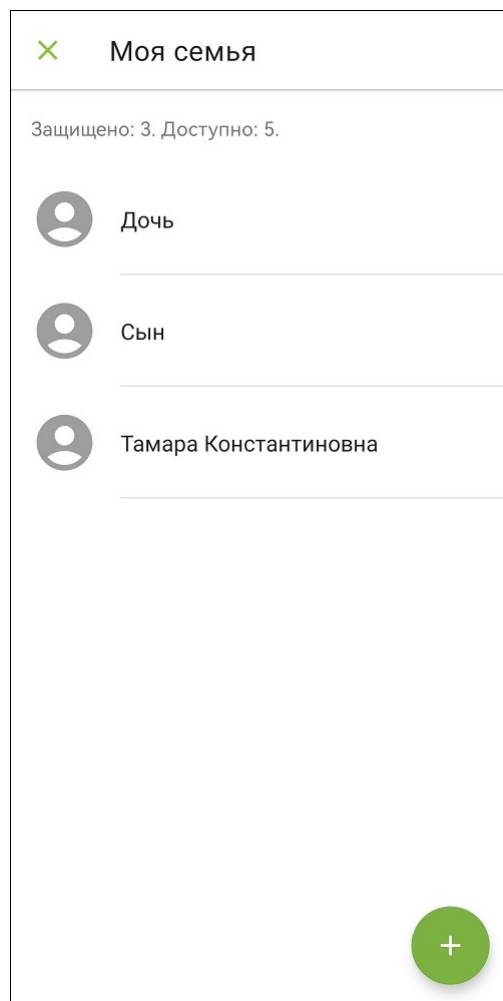 Моя семья
Защищено: 3. Доступно: 5.
Дочь
Сын
Тамара Константиновна